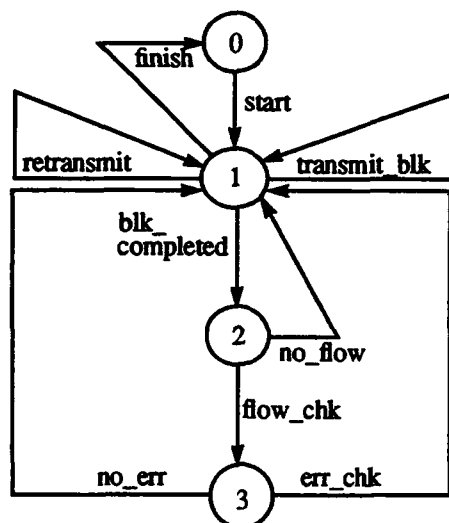 0
finish
start
retransmit
1
transmit_blk
blk_
completed
2
no_flow
flow_chk
no_err
3
err_chk